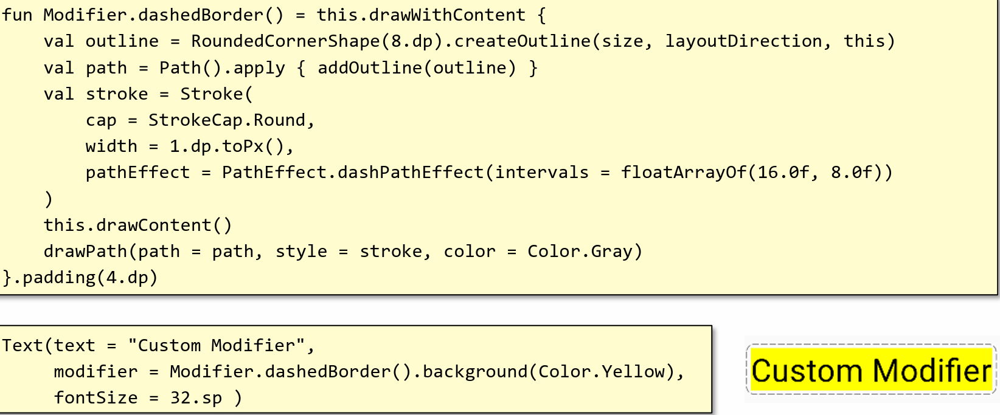 fun Modifier.dashedBorder() = this.drawWithContent {
    val outline = RoundedCornerShape(8.dp).createOutline(size, layoutDirection, this)
    val path = Path().apply { addOutline(outline) }
    val stroke = Stroke(
        cap = StrokeCap.Round,
        width = 1.dp.toPx(),
        pathEffect = PathEffect.dashPathEffect(intervals = floatArrayOf(16.0f, 8.0f))
    )
    this.drawContent()
    drawPath(path = path, style = stroke, color = Color.Gray)
}.padding(4.dp)
Text(text = "Custom Modifier",
     modifier = Modifier.dashedBorder().background(Color.Yellow),
     fontSize = 32.sp )
Custom Modifier